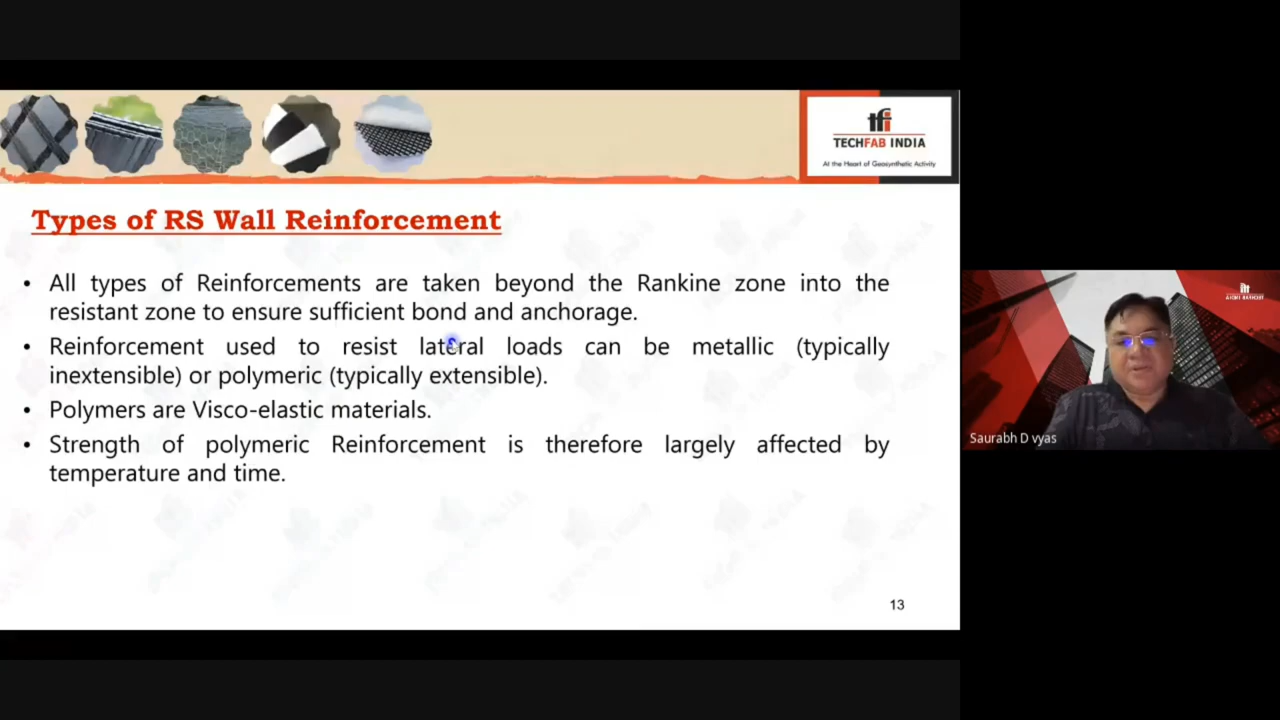 tfi
TECHFAB INDIA
At the Heart of Geosynthetic Activity
Types of RS Wall Reinforcement
• All types of Reinforcements are taken beyond the Rankine zone into the
resistant zone to ensure sufficient bond and anchorage.
• Reinforcement used to resist lateral loads can be metallic (typically
inextensible) or polymeric (typically extensible).
• Polymers are Visco-elastic materials.
• Strength of polymeric Reinforcement is therefore largely affected by
temperature and time.
13
Saurabh D vyas